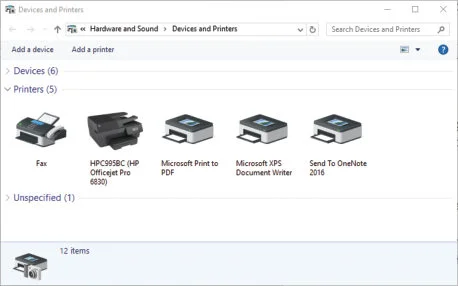 Devices and Printers
« Hardware and Sound > Devices and Printers
Search Devices and Printers
Add a device Add a printer
Devices (6)
Printers (5)
Fax
HPC995BC (HP
Officejet Pro
6830)
Microsoft Print to
PDF
Microsoft XPS
Document Writer
Send To OneNote
2016
Unspecified (1)
12 items